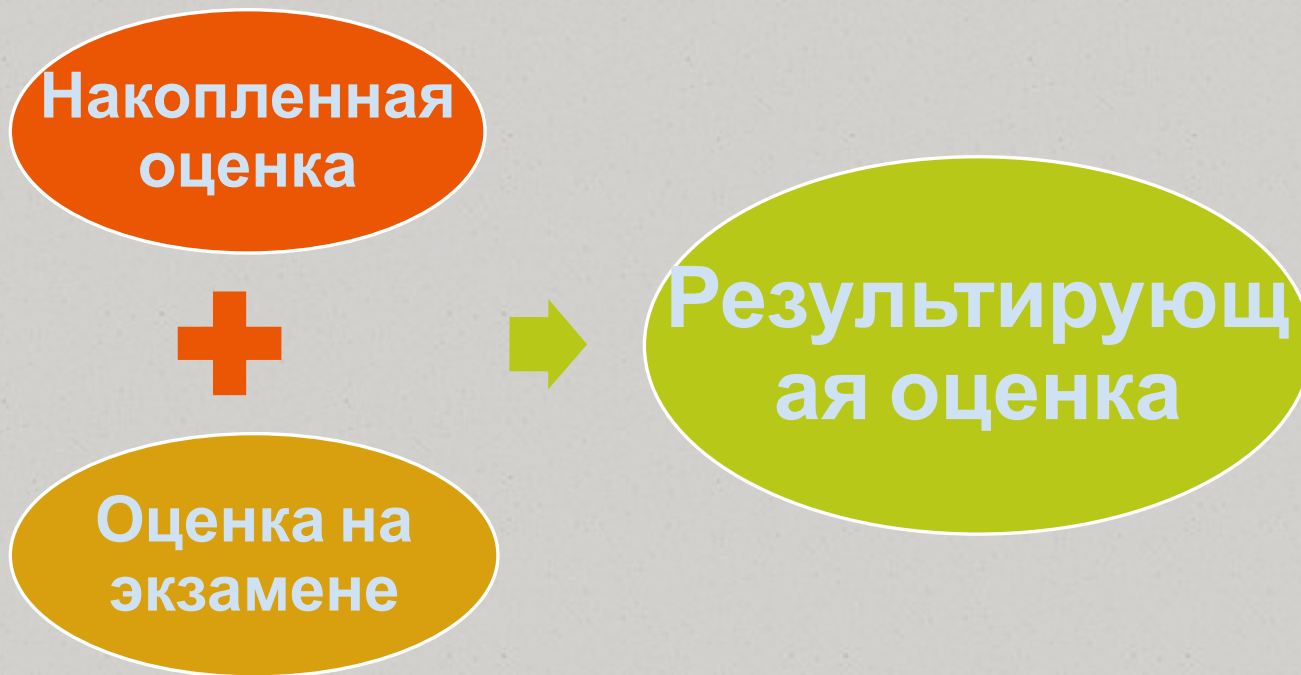 Накопленная
оценка
Результирующ
ая оценка
Оценка на
экзамене